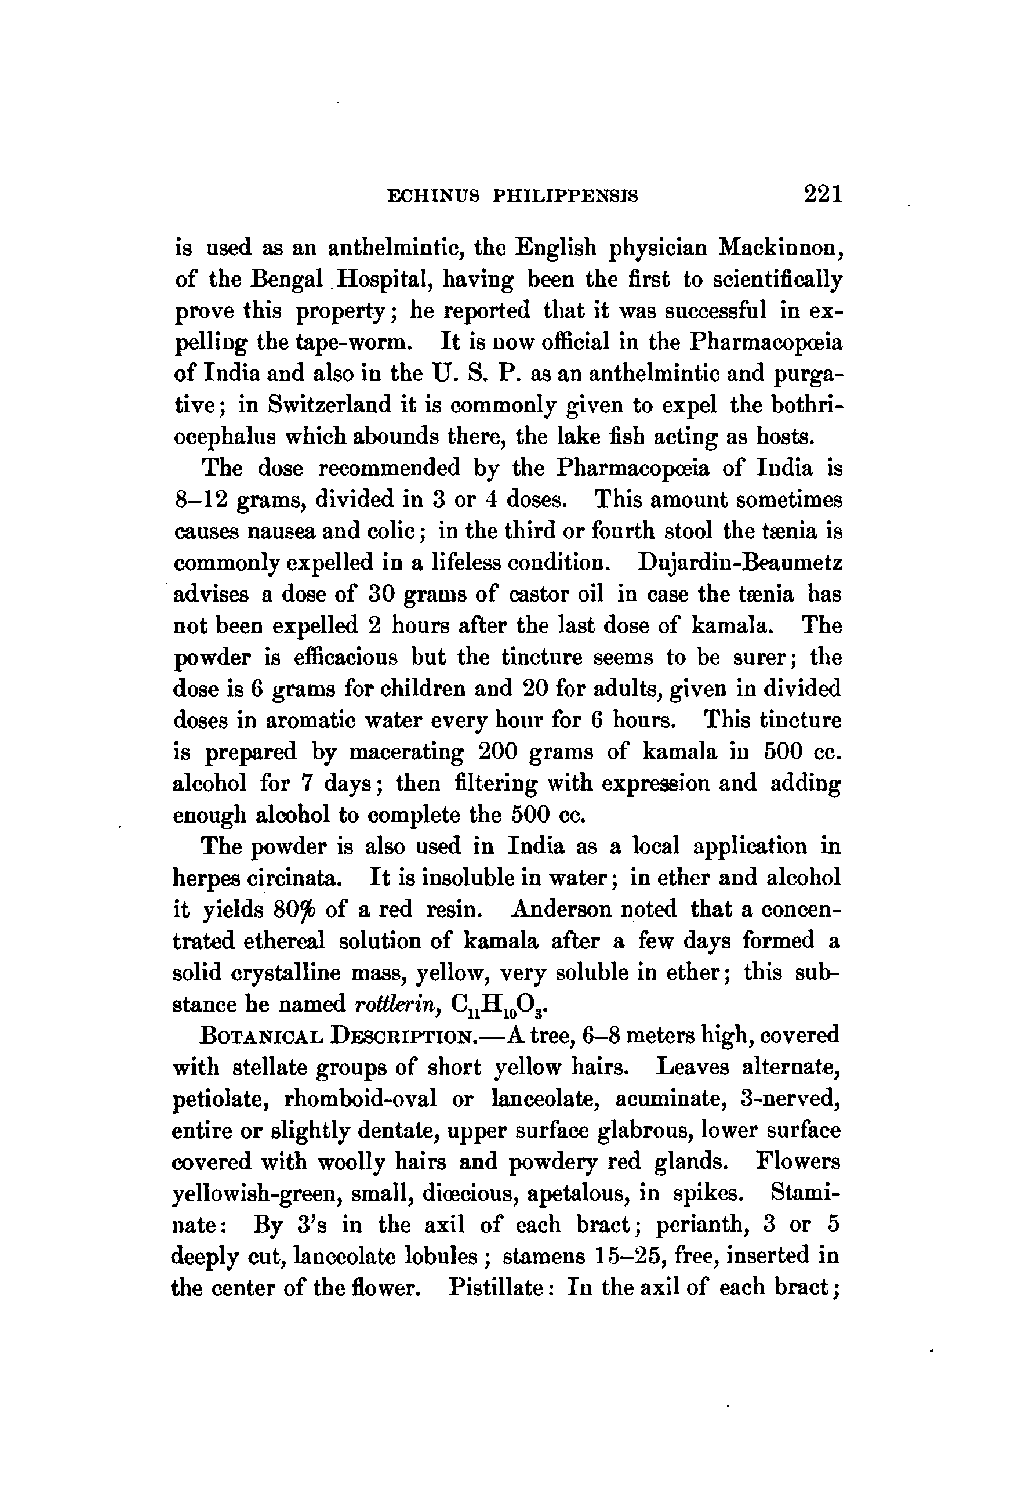 ECHINUS PHILIPPENSIS 221
is used as an anthelmintic, the English physician Mackinnon,
of the Bengal Hospital, having been the first to scientifically
prove this property; he reported that it was successful in ex-
pelling the tape-worm. It is now official in the Pharmacopœia
of India and also in the U. S. P. as an anthelmintic and purga-
tive; in Switzerland it is commonly given to expel the bothri-
ocephalus which abounds there, the lake fish acting as hosts.
The dose recommended by the Pharmacopœia of India is
8–12 grams, divided in 3 or 4 doses. This amount sometimes
causes nausea and colic; in the third or fourth stool the tænia is
commonly expelled in a lifeless condition. Dujardin-Beaumetz
advises a dose of 30 grams of castor oil in case the tænia has
not been expelled 2 hours after the last dose of kamala. The
powder is efficacious but the tincture seems to be surer; the
dose is 6 grams for children and 20 for adults, given in divided
doses in aromatic water every hour for 6 hours. This tincture
is prepared by macerating 200 grams of kamala in 500 cc.
alcohol for 7 days; then filtering with expression and adding
enough alcohol to complete the 500 cc.
The powder is also used in India as a local application in
herpes circinata. It is insoluble in water; in ether and alcohol
it yields 80% of a red resin. Anderson noted that a concen-
trated ethereal solution of kamala after a few days formed a
solid crystalline mass, yellow, very soluble in ether; this sub-
stance he named rottlerin, C₁₁H₁₀O₃.
BOTANICAL DESCRIPTION.—A tree, 6–8 meters high, covered
with stellate groups of short yellow hairs. Leaves alternate,
petiolate, rhomboid-oval or lanceolate, acuminate, 3-nerved,
entire or slightly dentate, upper surface glabrous, lower surface
covered with woolly hairs and powdery red glands. Flowers
yellowish-green, small, diœcious, apetalous, in spikes. Stami-
nate: By 3's in the axil of each bract; perianth, 3 or 5
deeply cut, lanceolate lobules; stamens 15–25, free, inserted in
the center of the flower. Pistillate: In the axil of each bract;